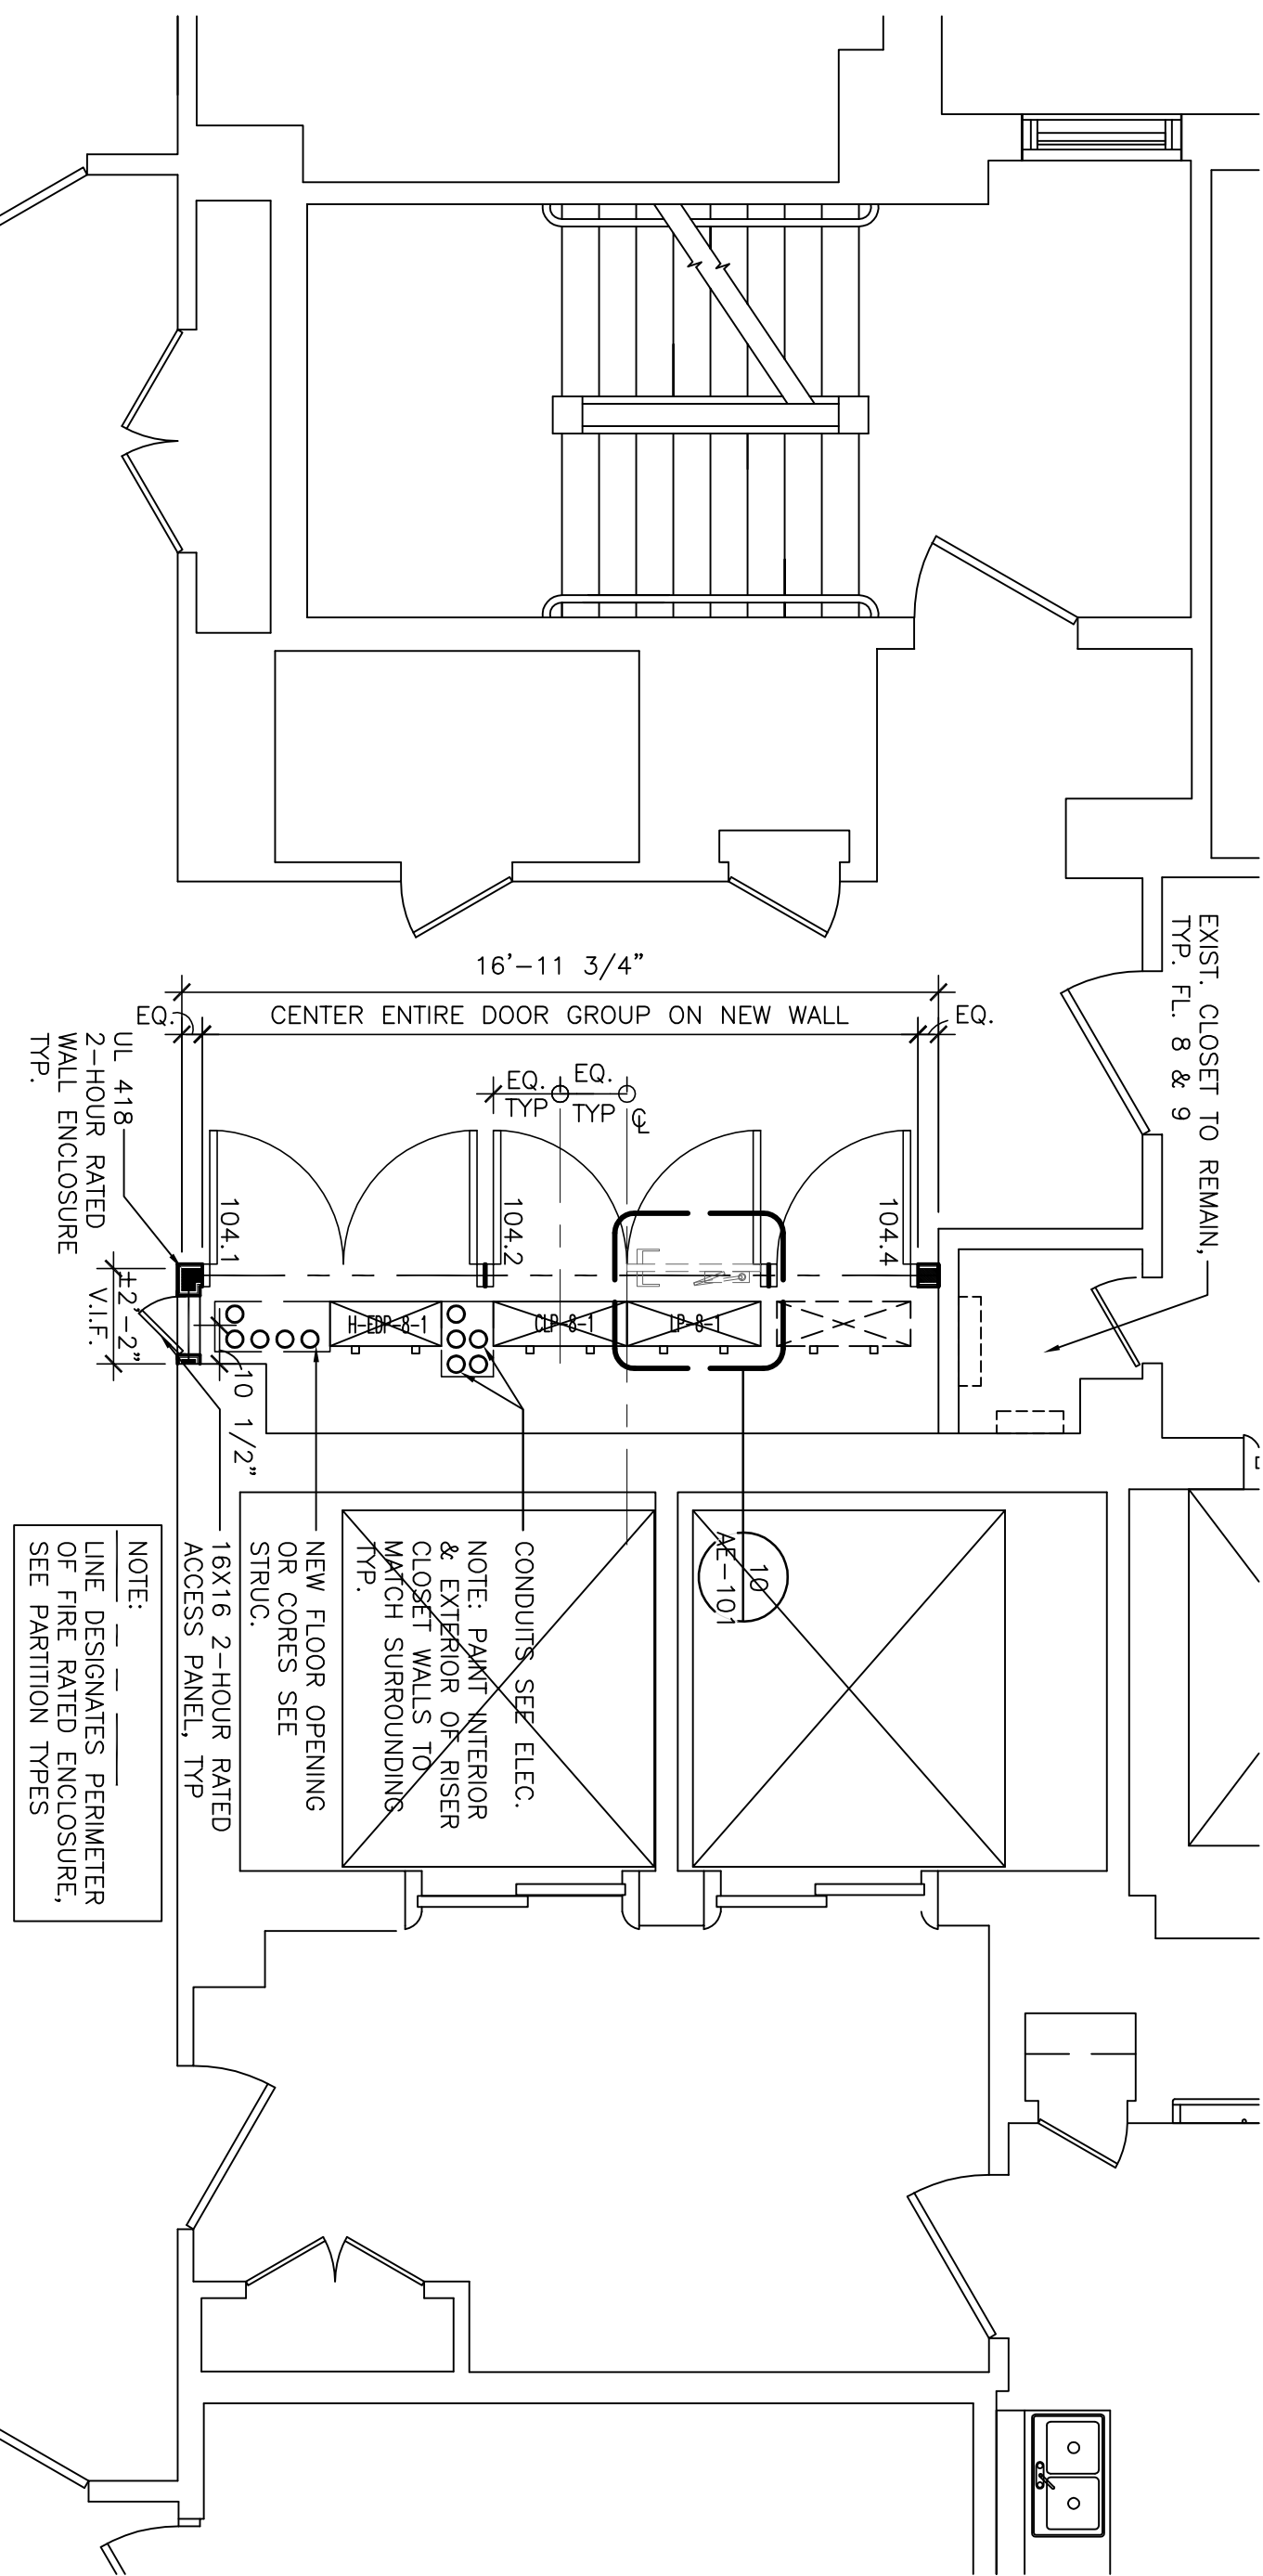 EXIST. CLOSET TO REMAIN,
TYP. FL. 8 & 9
16'-11 3/4"
CENTER ENTIRE DOOR GROUP ON NEW WALL
EQ.
EQ.
EQ.
TYP
EQ.
TYP
℄
UL 418
2-HOUR RATED
WALL ENCLOSURE
TYP.
104.1
104.2
104.4
±2'-2"
V.I.F.
H-EDP-8-1
CLP-8-1
LP-8-1
10 1/2"
10
AE-101
CONDUITS SEE ELEC.
NOTE: PAINT INTERIOR
& EXTERIOR OF RISER
CLOSET WALLS TO
MATCH SURROUNDING
TYP.
NEW FLOOR OPENING
OR CORES SEE
STRUC.
16X16 2-HOUR RATED
ACCESS PANEL, TYP
NOTE:
LINE DESIGNATES PERIMETER
OF FIRE RATED ENCLOSURE,
SEE PARTITION TYPES